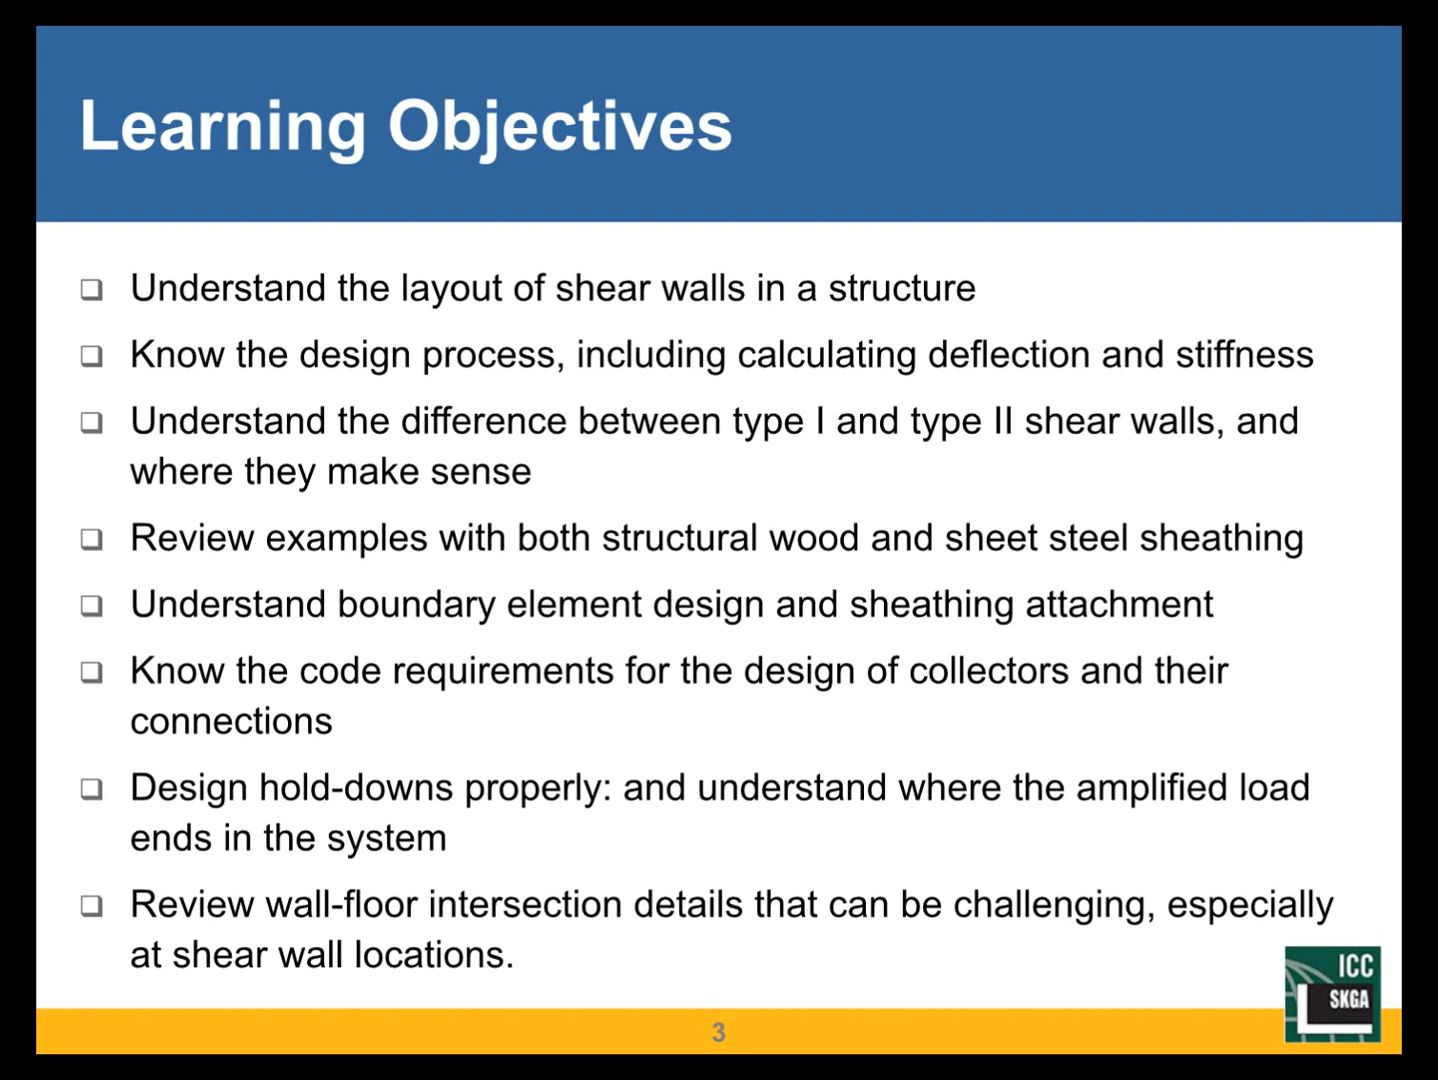 Learning Objectives
Understand the layout of shear walls in a structure
Know the design process, including calculating deflection and stiffness
Understand the difference between type I and type II shear walls, and
where they make sense
Review examples with both structural wood and sheet steel sheathing
Understand boundary element design and sheathing attachment
Know the code requirements for the design of collectors and their
connections
Design hold-downs properly: and understand where the amplified load
ends in the system
Review wall-floor intersection details that can be challenging, especially
at shear wall locations.
ICC
SKGA
3